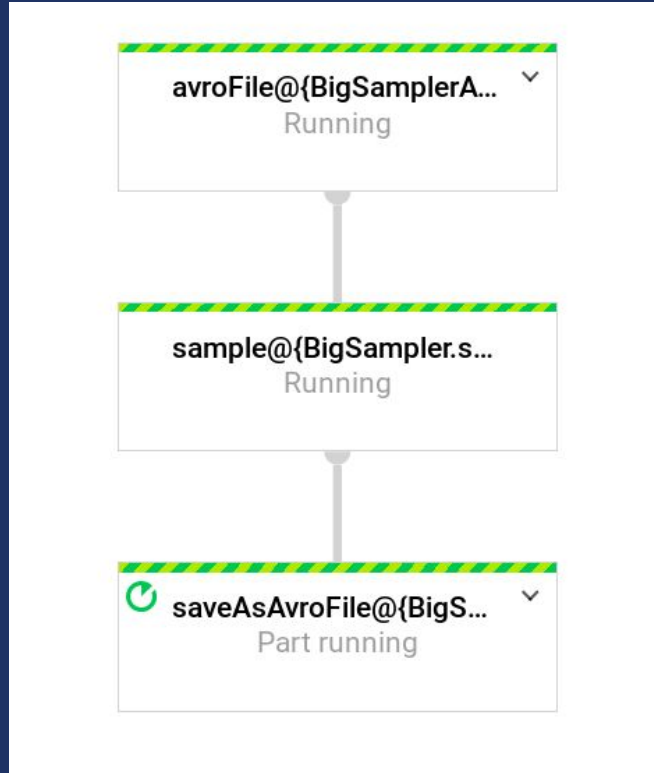 avroFile@{BigSamplerA...
Running
sample@{BigSampler.s...
Running
saveAsAvroFile@{BigS...
Part running